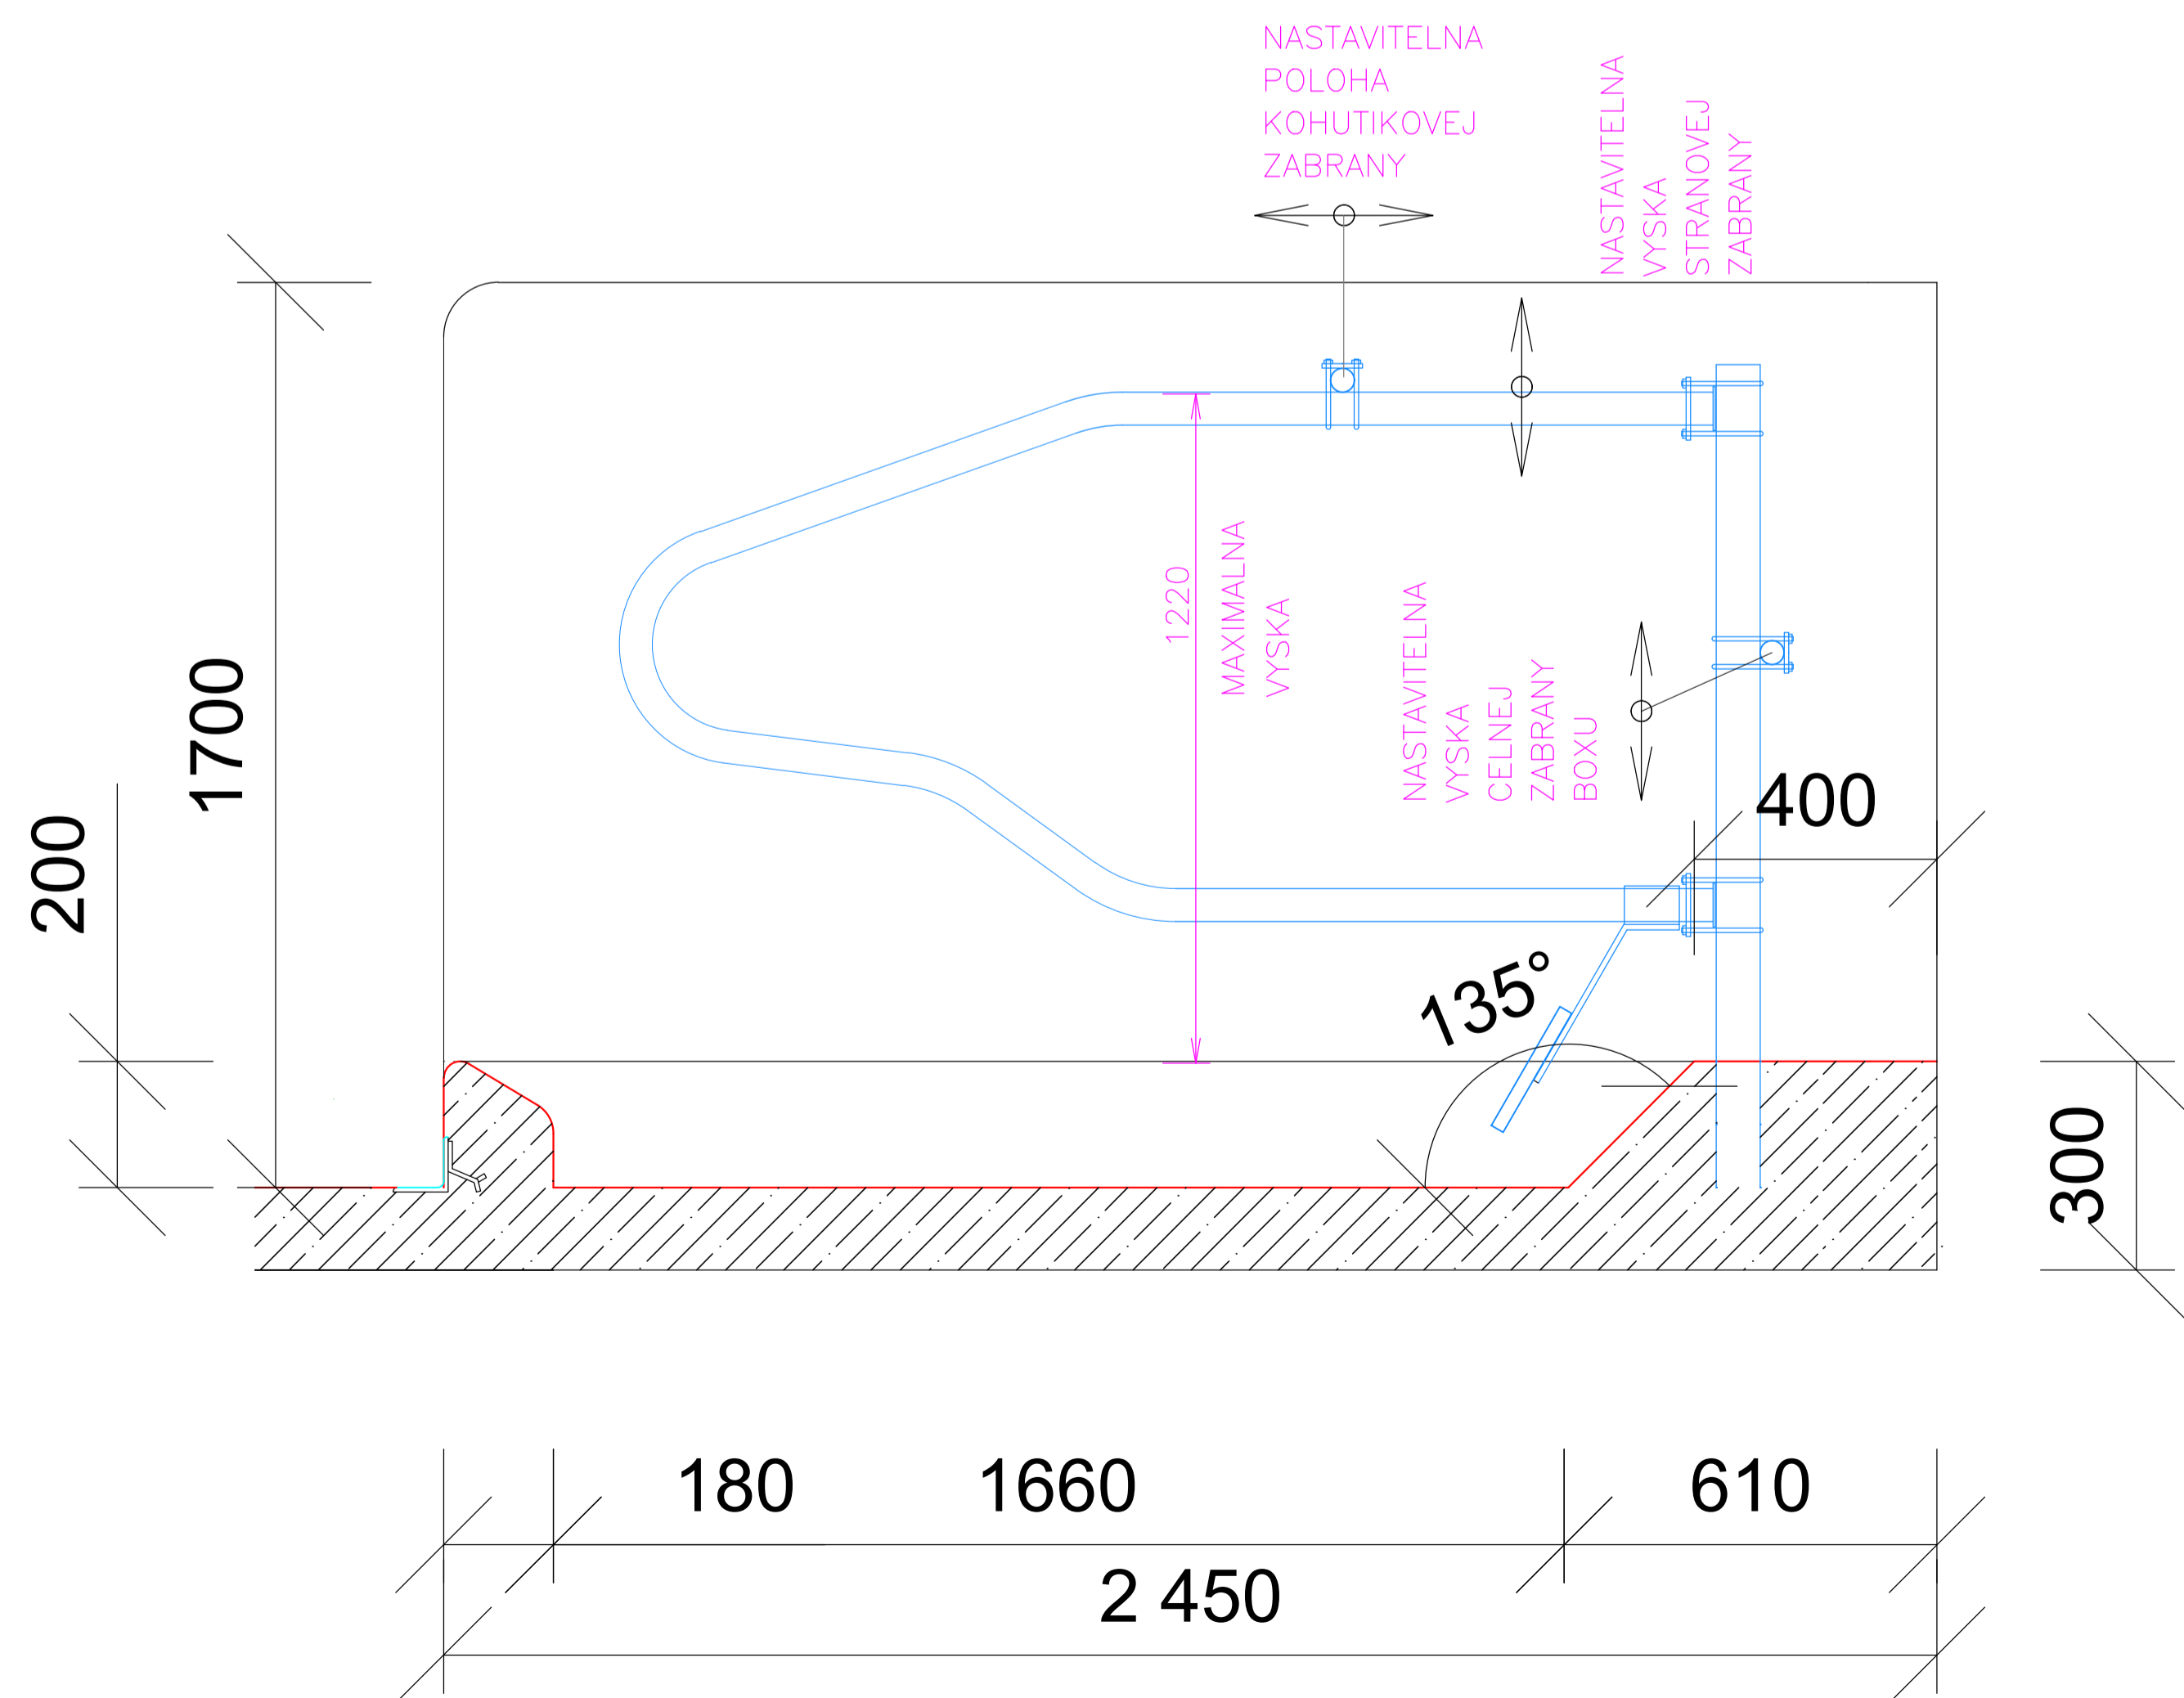 NASTAVITELNA
POLOHA
KOHUTIKOVEJ
ZABRANY
NASTAVITELNA
VYSKA
STRANOVEJ
ZABRANY
1700
200
1220
MAXIMALNA
VYSKA
NASTAVITELNA
VYSKA
CELNEJ
ZABRANY
BOXU
400
135°
300
180
1660
610
2 450